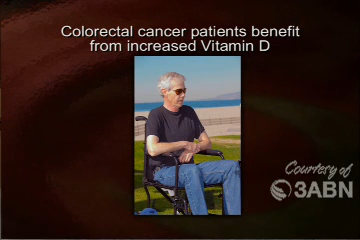 Colorectal cancer patients benefit
from increased Vitamin D
Courtesy of
3ABN